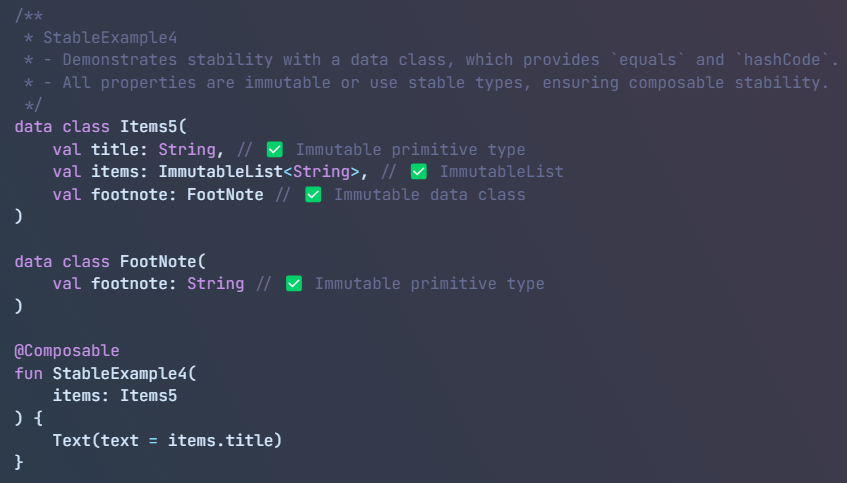 /**
 * StableExample4
 * - Demonstrates stability with a data class, which provides `equals` and `hashCode`.
 * - All properties are immutable or use stable types, ensuring composable stability.
 */
data class Items5(
    val title: String, // ✅ Immutable primitive type
    val items: ImmutableList<String>, // ✅ ImmutableList
    val footnote: FootNote // ✅ Immutable data class
)

data class FootNote(
    val footnote: String // ✅ Immutable primitive type
)

@Composable
fun StableExample4(
    items: Items5
) {
    Text(text = items.title)
}